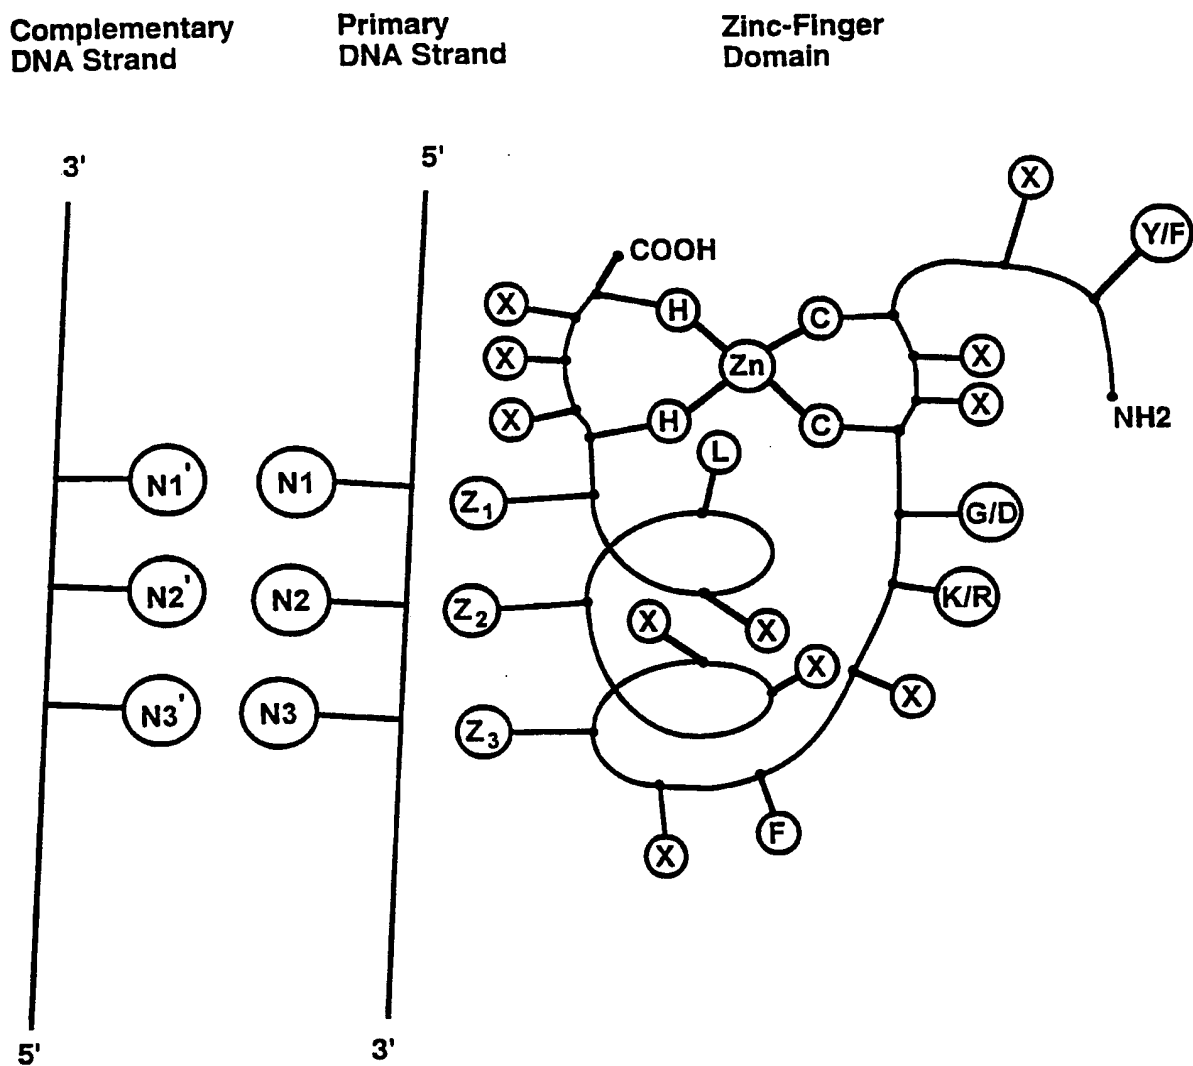 Complementary
DNA Strand
Primary
DNA Strand
Zinc-Finger
Domain
3'
5'
X
Y/F
COOH
X
H
C
Zn
X
X
X
X
NH2
X
H
C
L
N1'
N1
Z1
G/D
N2'
N2
Z2
X
X
K/R
X
X
N3'
N3
Z3
F
X
5'
3'